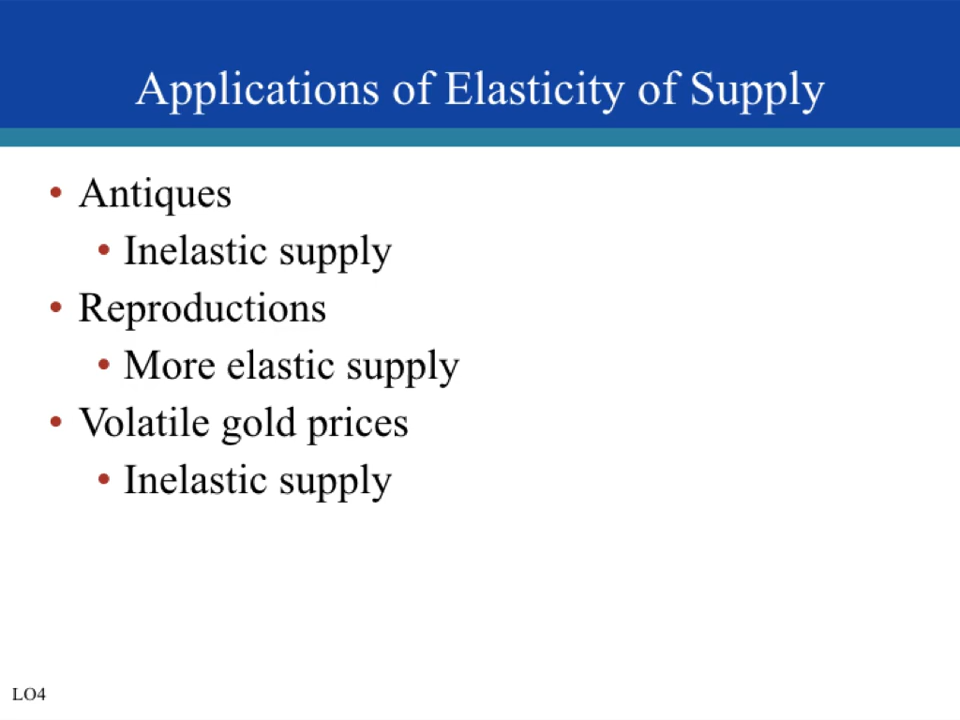 Applications of Elasticity of Supply
• Antiques
• Inelastic supply
• Reproductions
• More elastic supply
• Volatile gold prices
• Inelastic supply
LO4